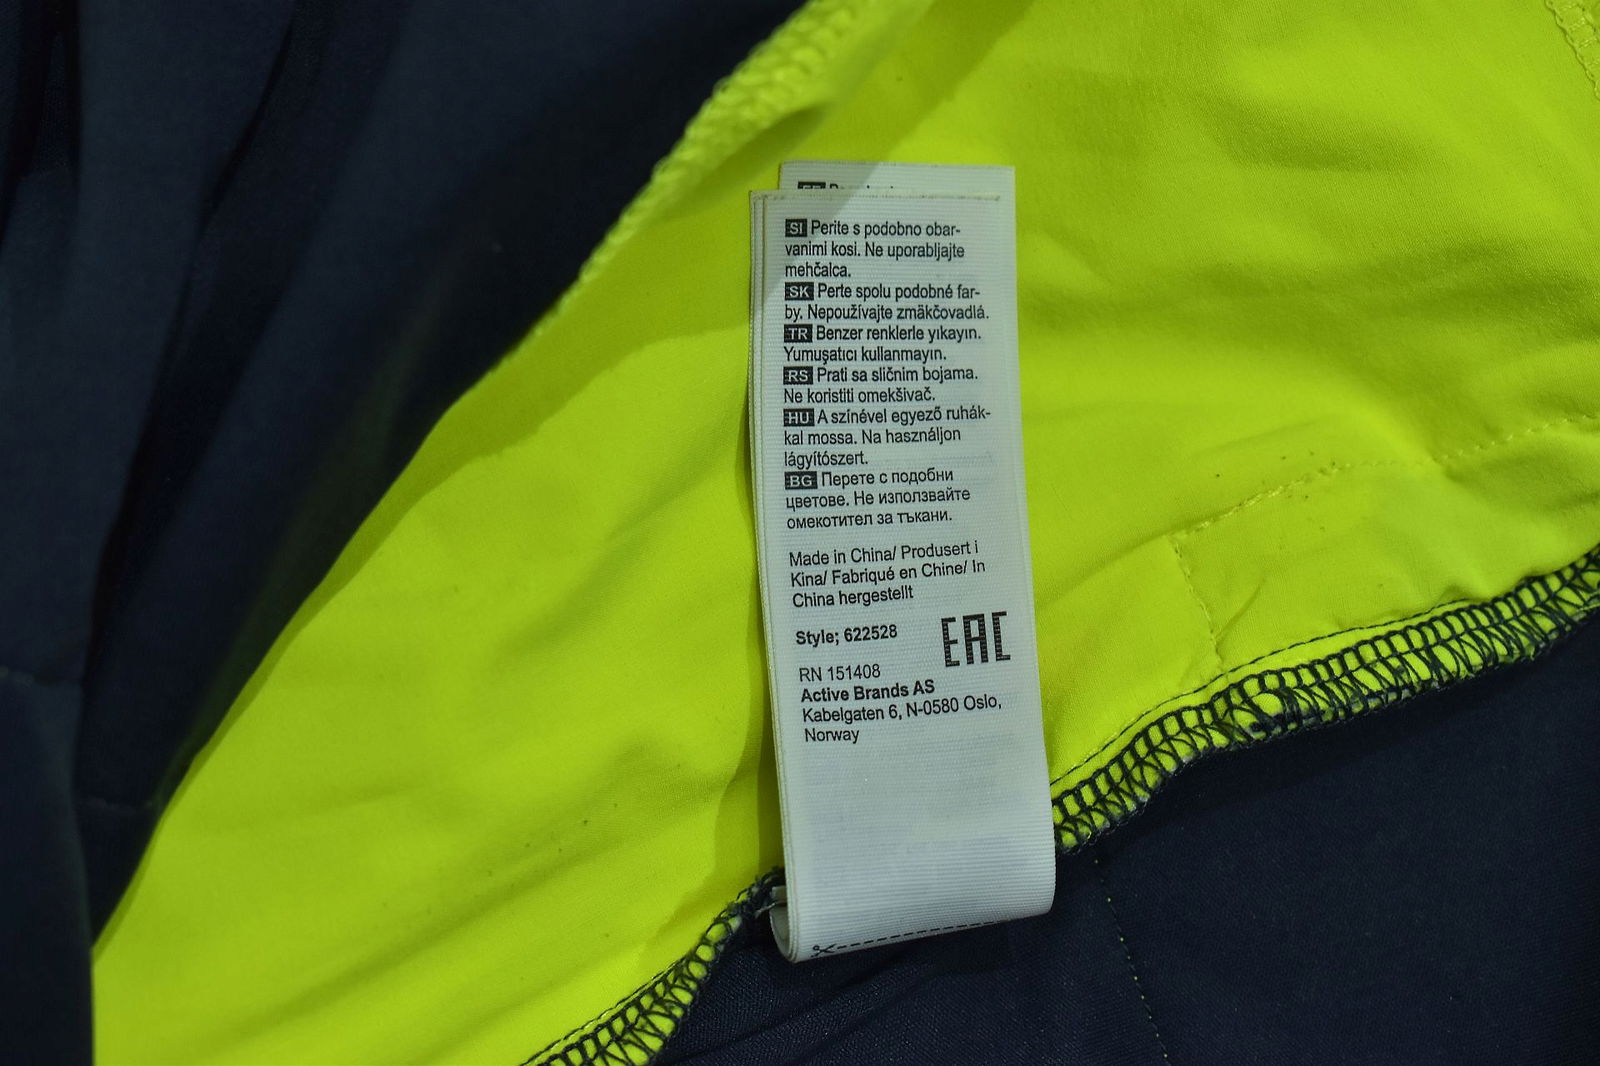 SI Perite s podobno obar-
vanimi kosi. Ne uporabljajte
mehčalca.
SK Perte spolu podobné far-
by. Nepoužívajte zmäkčovadlá.
TR Benzer renklerle yıkayın.
Yumuşatıcı kullanmayın.
RS Prati sa sličnim bojama.
Ne koristiti omekšivač.
HU A színével egyező ruhák-
kal mossa. Na használjon
lágyítószert.
BG Перете с подобни
цветове. Не използвайте
омекотител за тъкани.
Made in China/ Produsert i
Kina/ Fabriqué en Chine/ In
China hergestellt
Style; 622528
EAC
RN 151408
Active Brands AS
Kabelgaten 6, N-0580 Oslo,
Norway